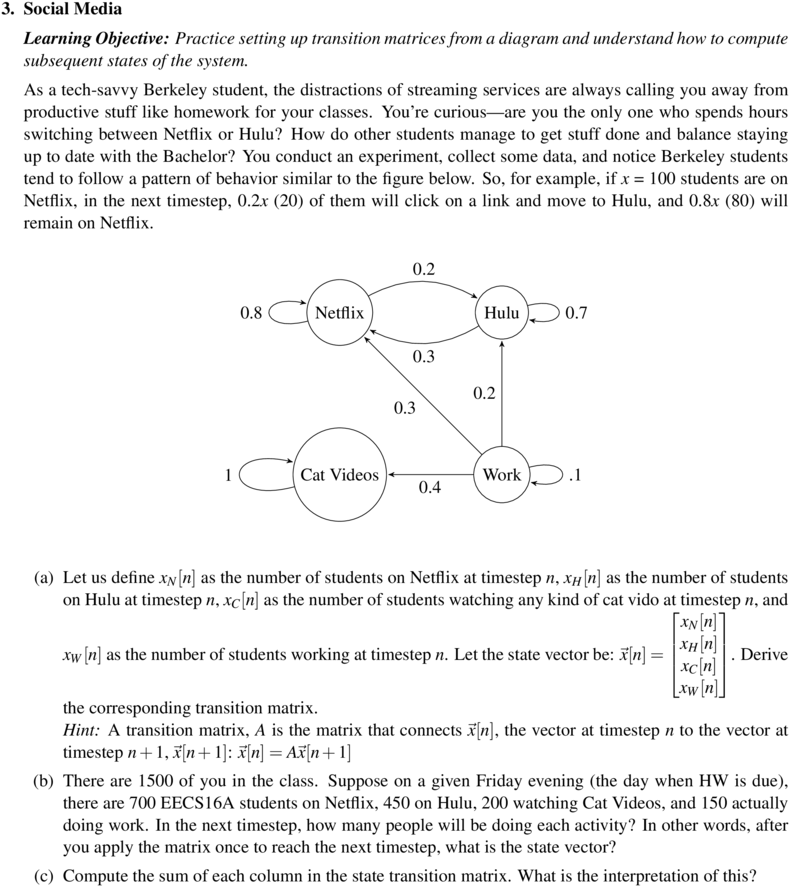 3. Social Media
Learning Objective: Practice setting up transition matrices from a diagram and understand how to compute
subsequent states of the system.
As a tech-savvy Berkeley student, the distractions of streaming services are always calling you away from
productive stuff like homework for your classes. You're curious—are you the only one who spends hours
switching between Netflix or Hulu? How do other students manage to get stuff done and balance staying
up to date with the Bachelor? You conduct an experiment, collect some data, and notice Berkeley students
tend to follow a pattern of behavior similar to the figure below. So, for example, if x = 100 students are on
Netflix, in the next timestep, 0.2x (20) of them will click on a link and move to Hulu, and 0.8x (80) will
remain on Netflix.
0.2
0.8 Netflix Hulu 0.7
0.3
0.2
0.3
1 Cat Videos Work .1
0.4
(a) Let us define x_N[n] as the number of students on Netflix at timestep n, x_H[n] as the number of students
on Hulu at timestep n, x_C[n] as the number of students watching any kind of cat vido at timestep n, and
x_W[n] as the number of students working at timestep n. Let the state vector be: x⃗[n] = [x_N[n] x_H[n] x_C[n] x_W[n]]. Derive
the corresponding transition matrix.
Hint: A transition matrix, A is the matrix that connects x⃗[n], the vector at timestep n to the vector at
timestep n+1, x⃗[n+1]: x⃗[n] = Ax⃗[n+1]
(b) There are 1500 of you in the class. Suppose on a given Friday evening (the day when HW is due),
there are 700 EECS16A students on Netflix, 450 on Hulu, 200 watching Cat Videos, and 150 actually
doing work. In the next timestep, how many people will be doing each activity? In other words, after
you apply the matrix once to reach the next timestep, what is the state vector?
(c) Compute the sum of each column in the state transition matrix. What is the interpretation of this?